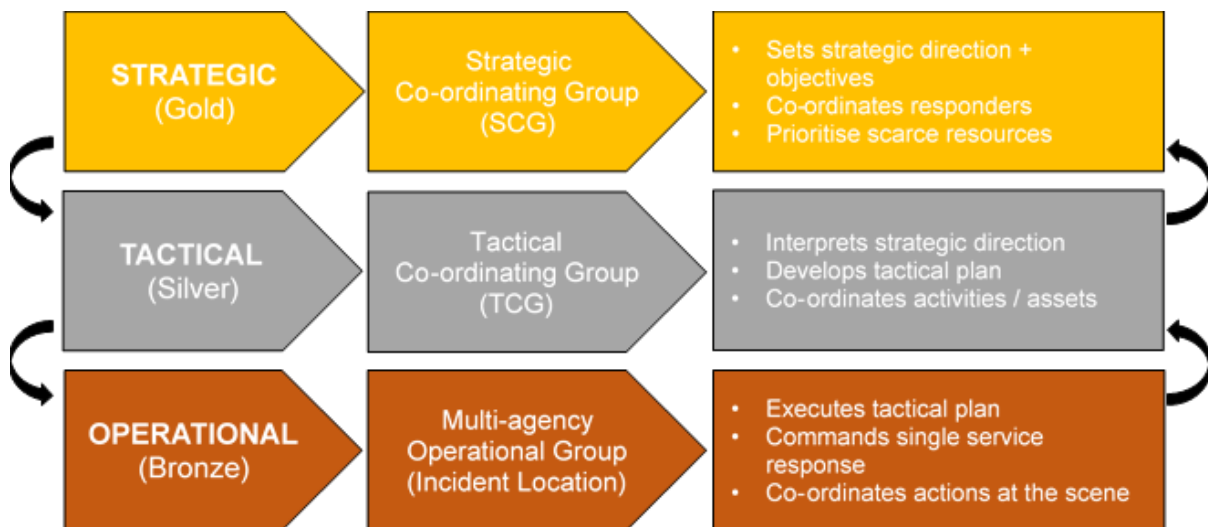 STRATEGIC
(Gold)
Strategic
Co-ordinating Group
(SCG)
• Sets strategic direction +
objectives
• Co-ordinates responders
• Prioritise scarce resources
TACTICAL
(Silver)
Tactical
Co-ordinating Group
(TCG)
• Interprets strategic direction
• Develops tactical plan
• Co-ordinates activities / assets
OPERATIONAL
(Bronze)
Multi-agency
Operational Group
(Incident Location)
• Executes tactical plan
• Commands single service
response
• Co-ordinates actions at the scene